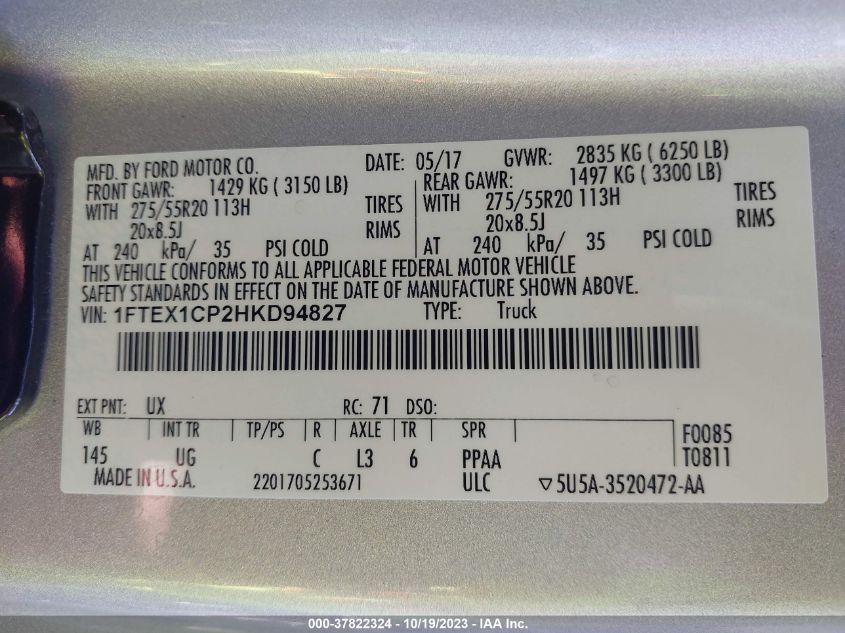 MFD. BY FORD MOTOR CO. DATE: 05/17 GVWR: 2835 KG ( 6250 LB)
FRONT GAWR: 1429 KG ( 3150 LB) REAR GAWR: 1497 KG ( 3300 LB)
WITH 275/55R20 113H TIRES WITH 275/55R20 113H TIRES
20x8.5J RIMS 20x8.5J RIMS
AT 240 kPa/ 35 PSI COLD AT 240 kPa/ 35 PSI COLD
THIS VEHICLE CONFORMS TO ALL APPLICABLE FEDERAL MOTOR VEHICLE
SAFETY STANDARDS IN EFFECT ON THE DATE OF MANUFACTURE SHOWN ABOVE.
VIN: 1FTEX1CP2HKD94827 TYPE: Truck
EXT PNT: UX RC: 71 DSO:
WB INT TR TP/PS R AXLE TR SPR F0085
145 UG C L3 6 PPAA T0811
MADE IN U.S.A. 2201705253671 ULC ▽5U5A-3520472-AA
000-37822324 - 10/19/2023 - IAA Inc.